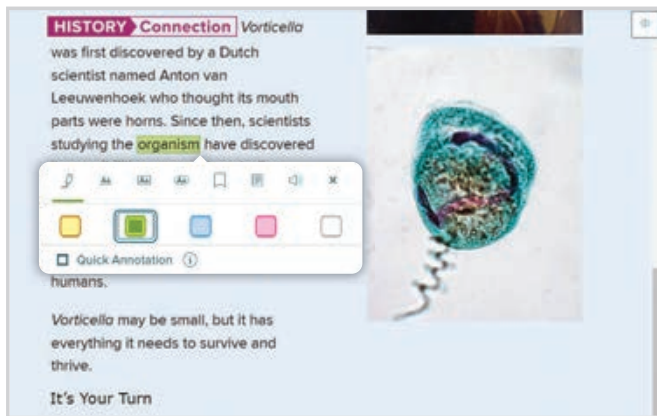 HISTORY Connection Vorticella
was first discovered by a Dutch
scientist named Anton van
Leeuwenhoek who thought its mouth
parts were horns. Since then, scientists
studying the organism have discovered
Quick Annotation
humans.
Vorticella may be small, but it has
everything it needs to survive and
thrive.
It's Your Turn